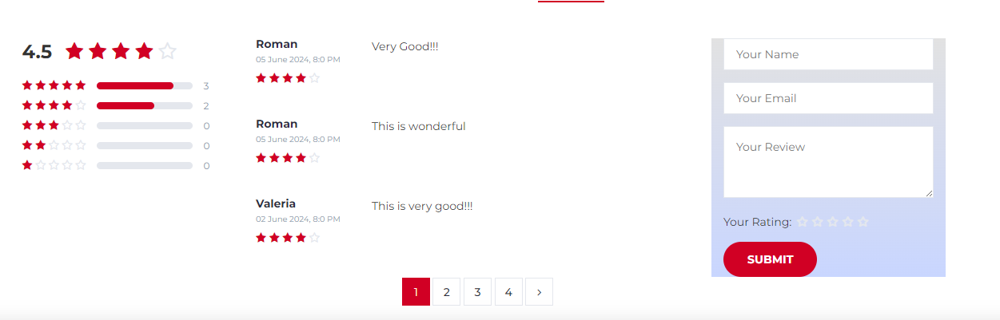 4.5
3
2
0
0
0
Roman
05 June 2024, 8:0 PM
Very Good!!!
Roman
05 June 2024, 8:0 PM
This is wonderful
Valeria
02 June 2024, 8:0 PM
This is very good!!!
1 2 3 4 >
Your Name
Your Email
Your Review
Your Rating:
SUBMIT